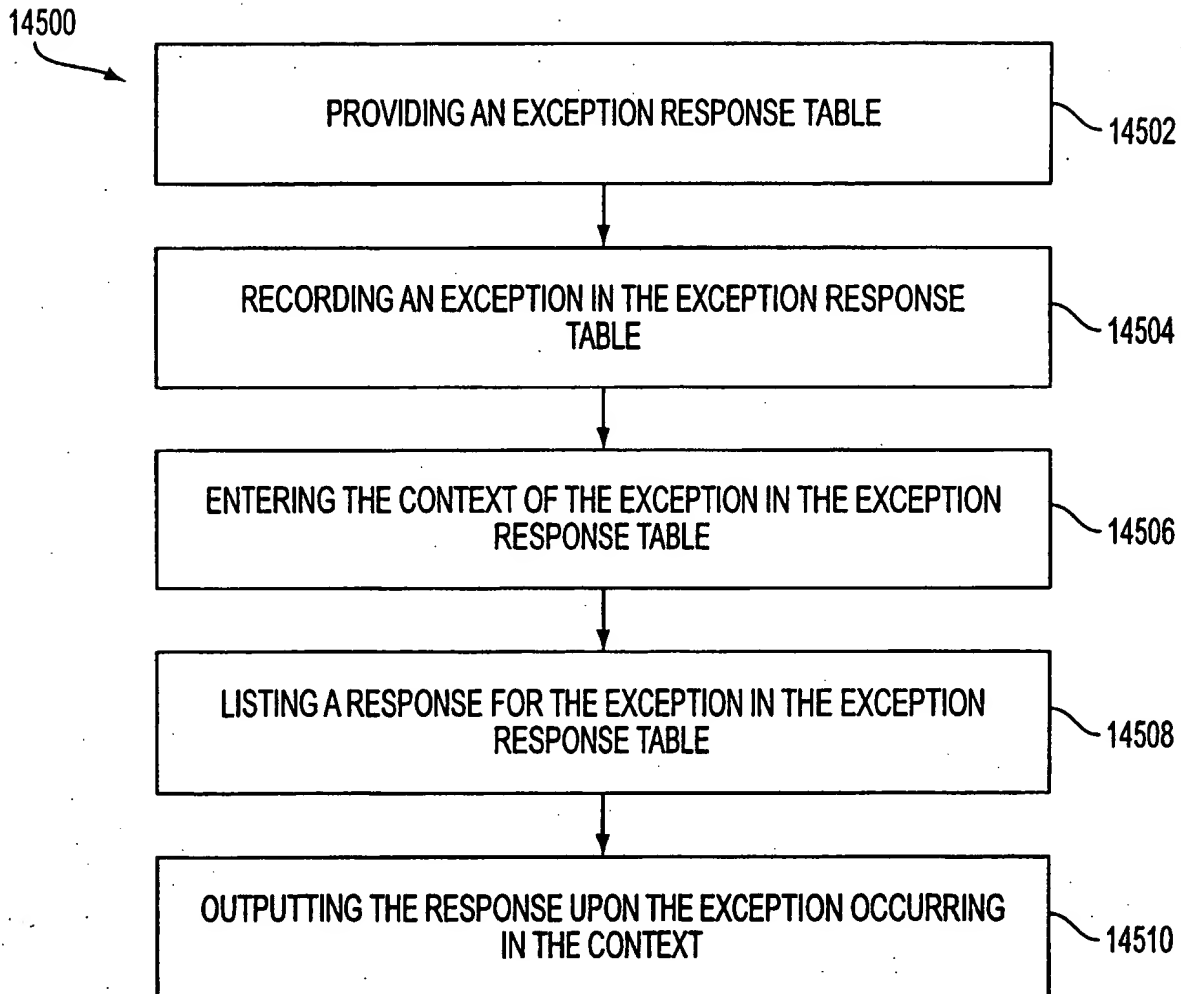 14500
PROVIDING AN EXCEPTION RESPONSE TABLE
14502
RECORDING AN EXCEPTION IN THE EXCEPTION RESPONSE
TABLE
14504
ENTERING THE CONTEXT OF THE EXCEPTION IN THE EXCEPTION
RESPONSE TABLE
14506
LISTING A RESPONSE FOR THE EXCEPTION IN THE EXCEPTION
RESPONSE TABLE
14508
OUTPUTTING THE RESPONSE UPON THE EXCEPTION OCCURRING
IN THE CONTEXT
14510